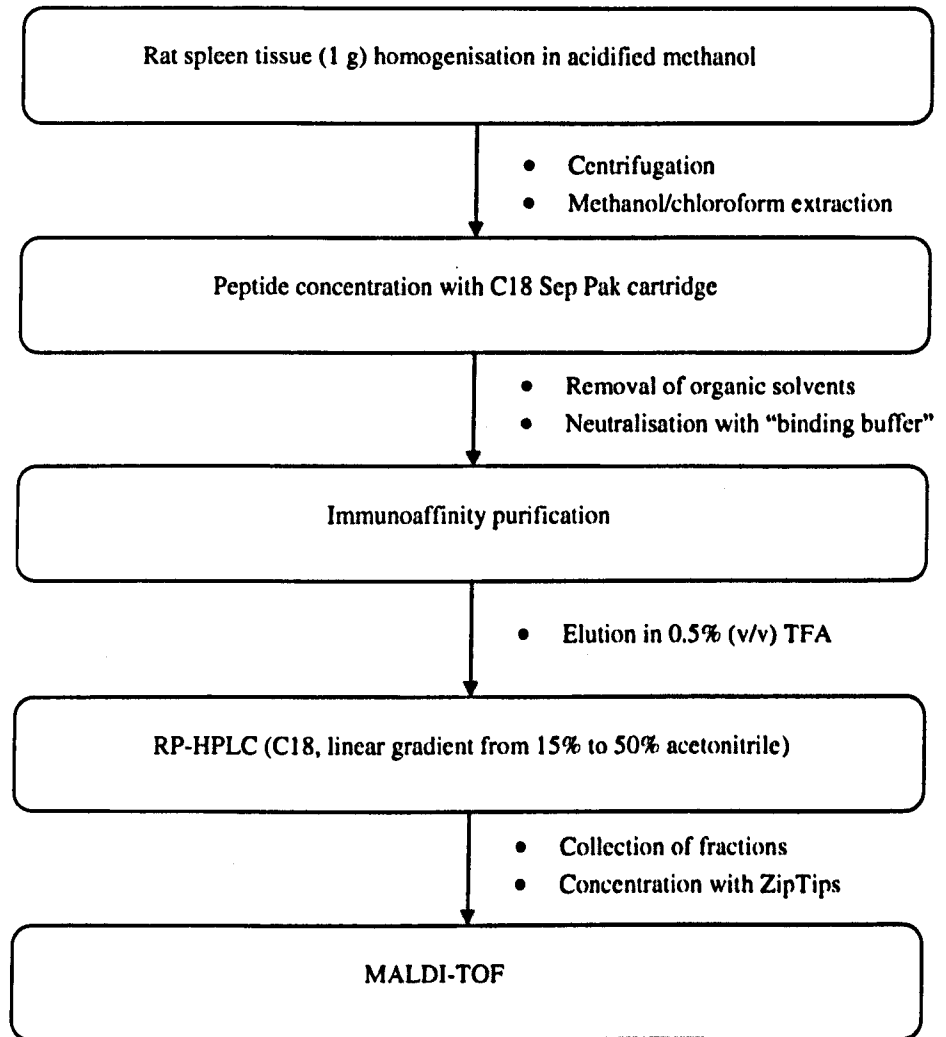 Rat spleen tissue (1 g) homogenisation in acidified methanol
• Centrifugation
• Methanol/chloroform extraction
Peptide concentration with C18 Sep Pak cartridge
• Removal of organic solvents
• Neutralisation with “binding buffer”
Immunoaffinity purification
• Elution in 0.5% (v/v) TFA
RP-HPLC (C18, linear gradient from 15% to 50% acetonitrile)
• Collection of fractions
• Concentration with ZipTips
MALDI-TOF